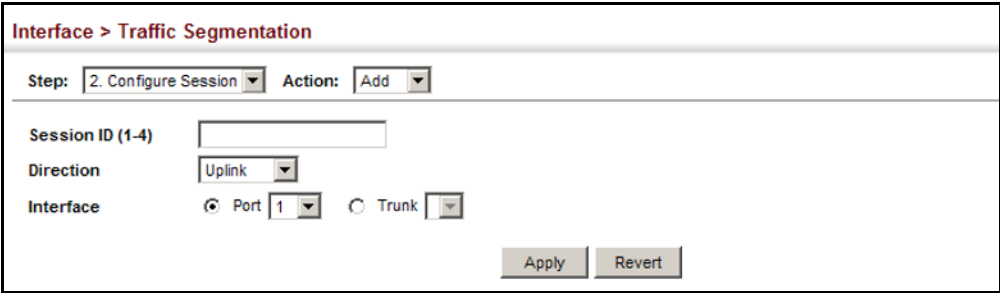 Interface > Traffic Segmentation
Step: 2. Configure Session Action: Add
Session ID (1-4)
Direction Uplink
Interface Port 1 Trunk
Apply Revert